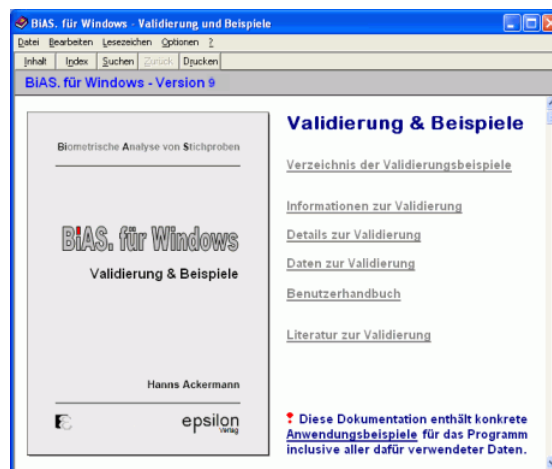 BiAS. für Windows - Validierung und Beispiele
Datei Bearbeiten Lesezeichen Optionen ?
Inhalt Index Suchen Zurück Drucken
BiAS. für Windows - Version 9
Biometrische Analyse von Stichproben
BiAS. für Windows
Validierung & Beispiele
Hanns Ackermann
epsilon
Verlag
Validierung & Beispiele
Verzeichnis der Validierungsbeispiele
Informationen zur Validierung
Details zur Validierung
Daten zur Validierung
Benutzerhandbuch
Literatur zur Validierung
! Diese Dokumentation enthält konkrete
Anwendungsbeispiele für das Programm
inclusive aller dafür verwendeter Daten.